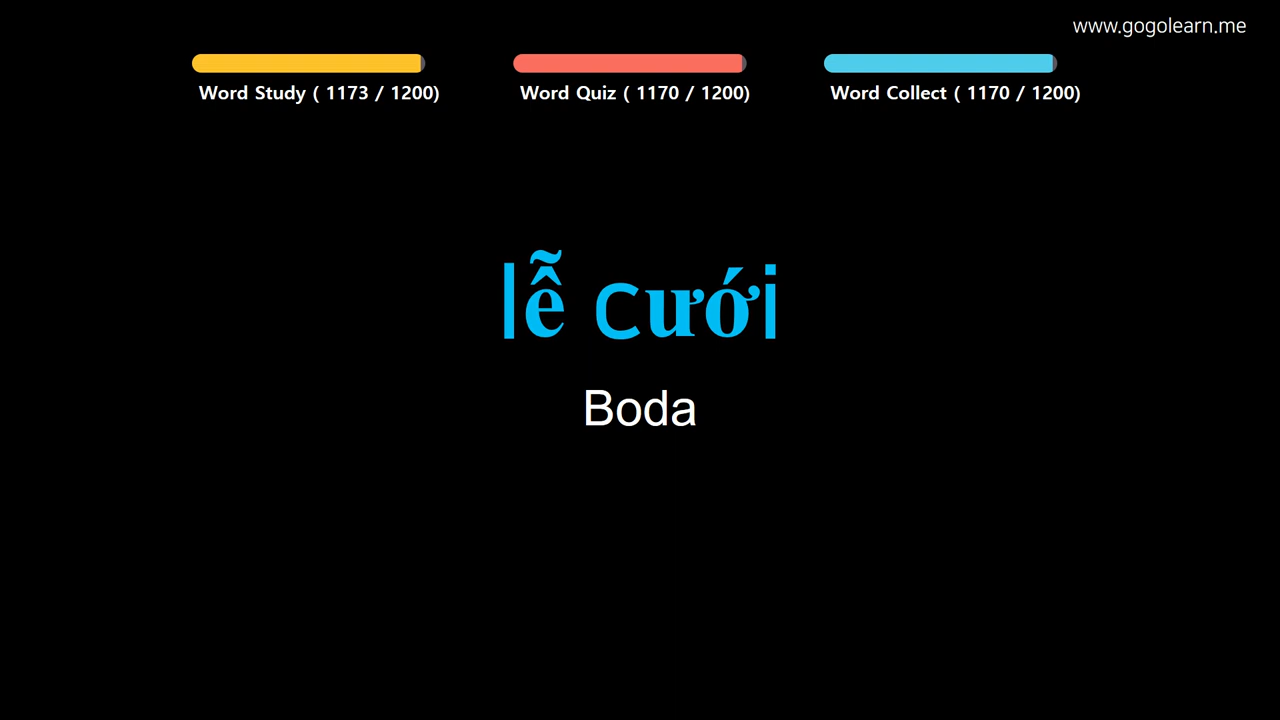 www.gogolearn.me
Word Study ( 1173 / 1200)
Word Quiz ( 1170 / 1200)
Word Collect ( 1170 / 1200)
lễ cưới
Boda